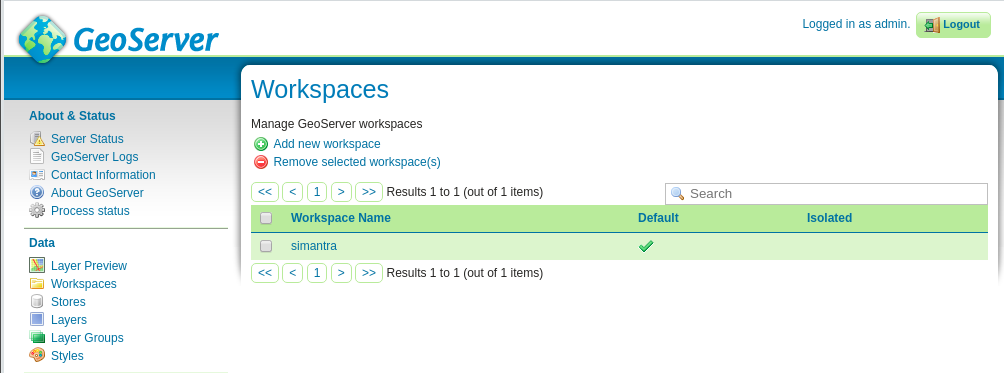 GeoServer
Logged in as admin. Logout
About & Status
Server Status
GeoServer Logs
Contact Information
About GeoServer
Process status
Data
Layer Preview
Workspaces
Stores
Layers
Layer Groups
Styles
Workspaces
Manage GeoServer workspaces
Add new workspace
Remove selected workspace(s)
<< < 1 > >> Results 1 to 1 (out of 1 items) Search
Workspace Name Default Isolated
simantra
<< < 1 > >> Results 1 to 1 (out of 1 items)